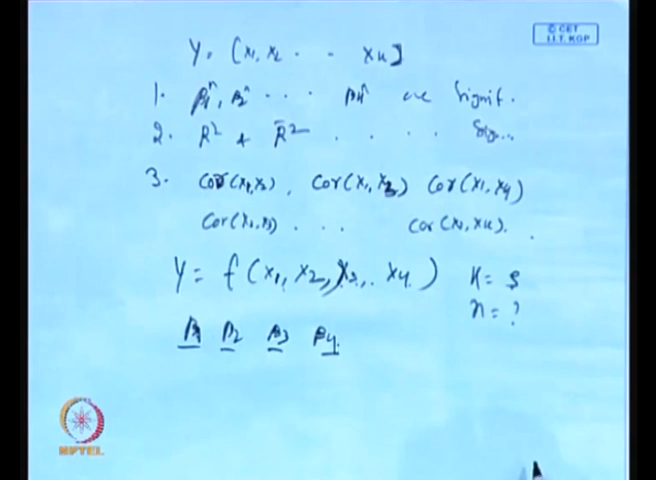 © CET
I.I.T. KGP
Y = [x1, x2 . . xk]
1. β1^, β2^ . . . βk^ are signif.
2. R² & R̄² . . . . Sig...
3. Cor(x1,x2), Cor(x1,x3) Cor(x1,x4)
Cor(x2,x3) . . . Cor(x1,xk).
Y = f(x1, x2, x3, . x4) K = 5
n = ?
β1 β2 β3 β4
NPTEL